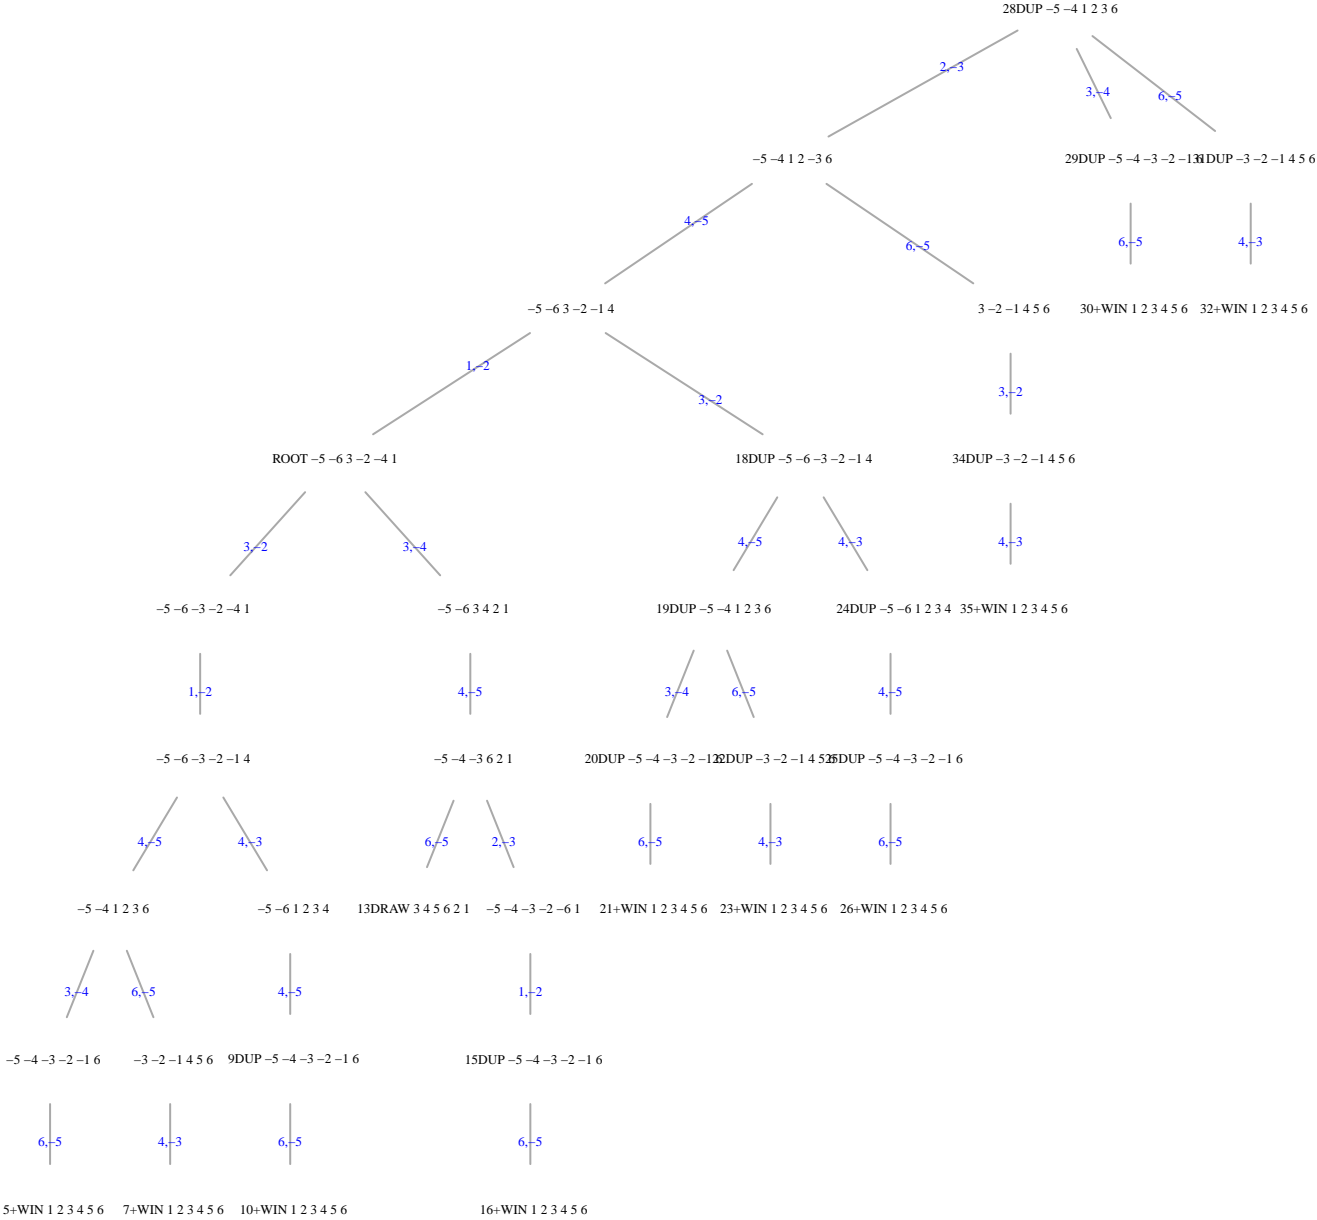 28DUP −5 −4 1 2 3 6
2,−3
3,−4
6,−5
−5 −4 1 2 −3 6
29DUP −5 −4 −3 −2 −1 6
31DUP −3 −2 −1 4 5 6
4,−5
6,−5
6,−5
4,−3
−5 −6 3 −2 −1 4
3 −2 −1 4 5 6
30+WIN 1 2 3 4 5 6
32+WIN 1 2 3 4 5 6
1,−2
3,−2
3,−2
ROOT −5 −6 3 −2 −4 1
18DUP −5 −6 −3 −2 −1 4
34DUP −3 −2 −1 4 5 6
3,−2
3,−4
4,−5
4,−3
4,−3
−5 −6 −3 −2 −4 1
−5 −6 3 4 2 1
19DUP −5 −4 1 2 3 6
24DUP −5 −6 1 2 3 4
35+WIN 1 2 3 4 5 6
1,−2
4,−5
3,−4
6,−5
4,−5
−5 −6 −3 −2 −1 4
−5 −4 −3 6 2 1
20DUP −5 −4 −3 −2 −1 6
22DUP −3 −2 −1 4 5 6
25DUP −5 −4 −3 −2 −1 6
4,−5
4,−3
6,−5
2,−3
6,−5
4,−3
6,−5
−5 −4 1 2 3 6
−5 −6 1 2 3 4
13DRAW 3 4 5 6 2 1
−5 −4 −3 −2 −6 1
21+WIN 1 2 3 4 5 6
23+WIN 1 2 3 4 5 6
26+WIN 1 2 3 4 5 6
3,−4
6,−5
4,−5
1,−2
−5 −4 −3 −2 −1 6
−3 −2 −1 4 5 6
9DUP −5 −4 −3 −2 −1 6
15DUP −5 −4 −3 −2 −1 6
6,−5
4,−3
6,−5
6,−5
5+WIN 1 2 3 4 5 6
7+WIN 1 2 3 4 5 6
10+WIN 1 2 3 4 5 6
16+WIN 1 2 3 4 5 6